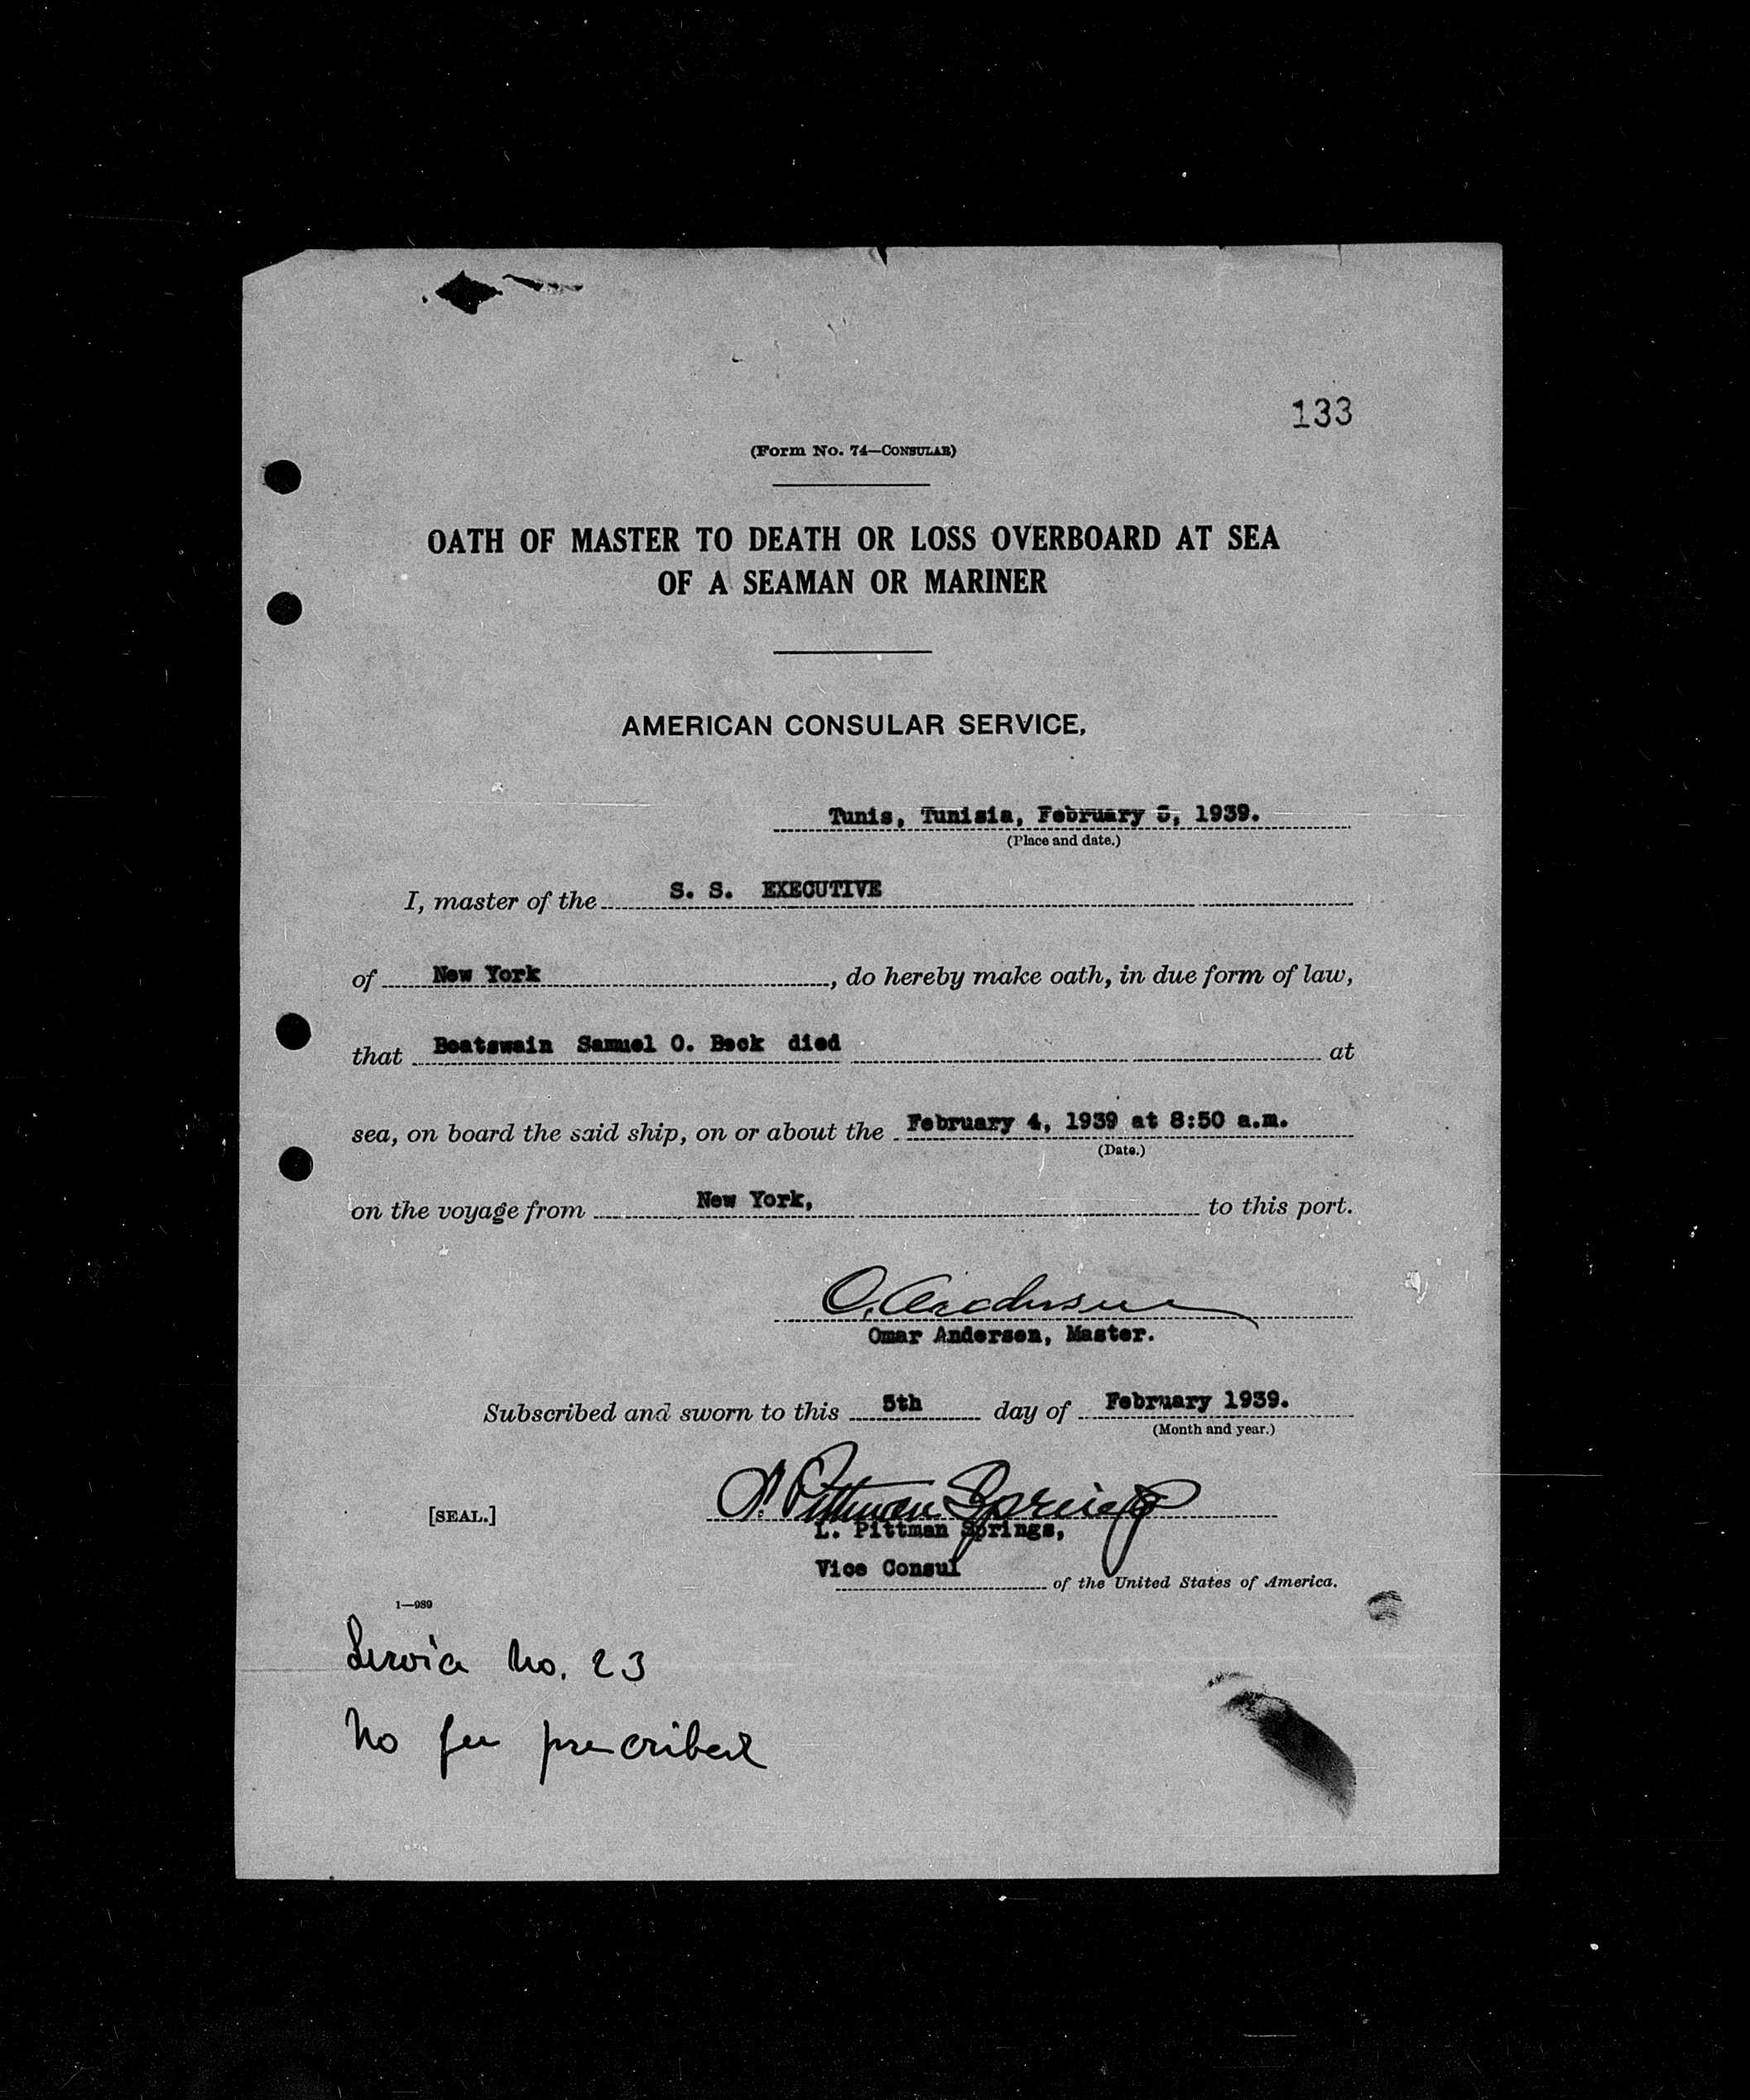 133
(Form No. 74—CONSULAR)
OATH OF MASTER TO DEATH OR LOSS OVERBOARD AT SEA
OF A SEAMAN OR MARINER
AMERICAN CONSULAR SERVICE,
Tunis, Tunisia, February 5, 1939.
(Place and date.)
I, master of the S. S. EXECUTIVE
of New York, do hereby make oath, in due form of law,
that Boatswain Samuel O. Beck died at
sea, on board the said ship, on or about the February 4, 1939 at 8:50 a.m.
(Date.)
on the voyage from New York, to this port.
O. Andersen
Omar Andersen, Master.
Subscribed and sworn to this 5th day of February 1939.
(Month and year.)
L. Pittman Springs
[SEAL.]
L. Pittman Springs,
Vice Consul of the United States of America.
1—989
Service No. 23
No fee prescribed